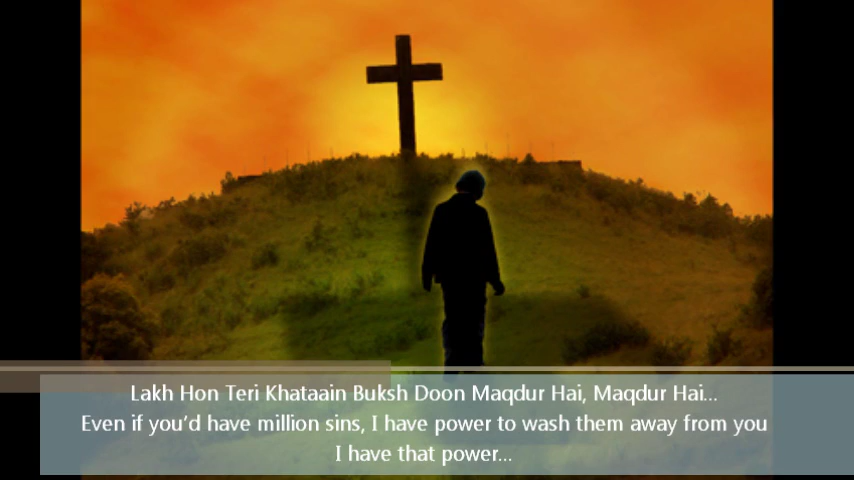 Lakh Hon Teri Khataain Buksh Doon Maqdur Hai, Maqdur Hai...
Even if you'd have million sins, I have power to wash them away from you
I have that power...